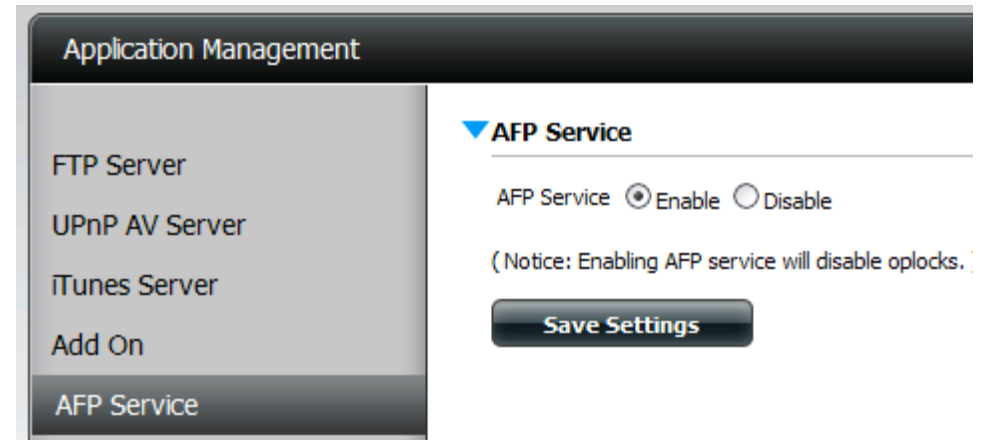 Application Management
FTP Server
UPnP AV Server
iTunes Server
Add On
AFP Service
AFP Service
AFP Service Enable Disable
( Notice: Enabling AFP service will disable oplocks. )
Save Settings